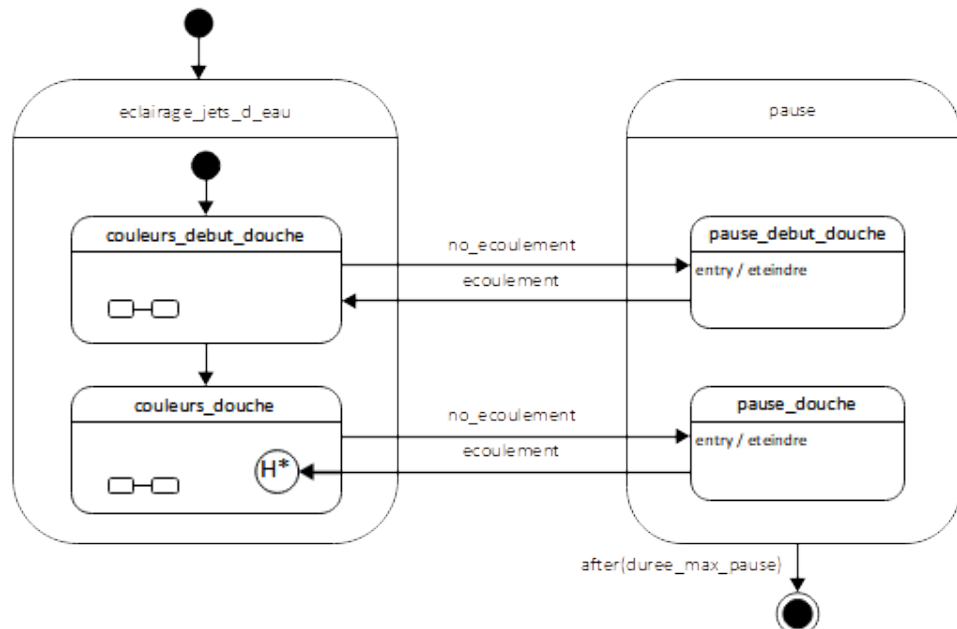 eclairage_jets_d_eau
pause
couleurs_debut_douche
no_ecoulement
pause_debut_douche
entry / eteindre
ecoulement
couleurs_douche
no_ecoulement
pause_douche
entry / eteindre
ecoulement
H*
after(duree_max_pause)